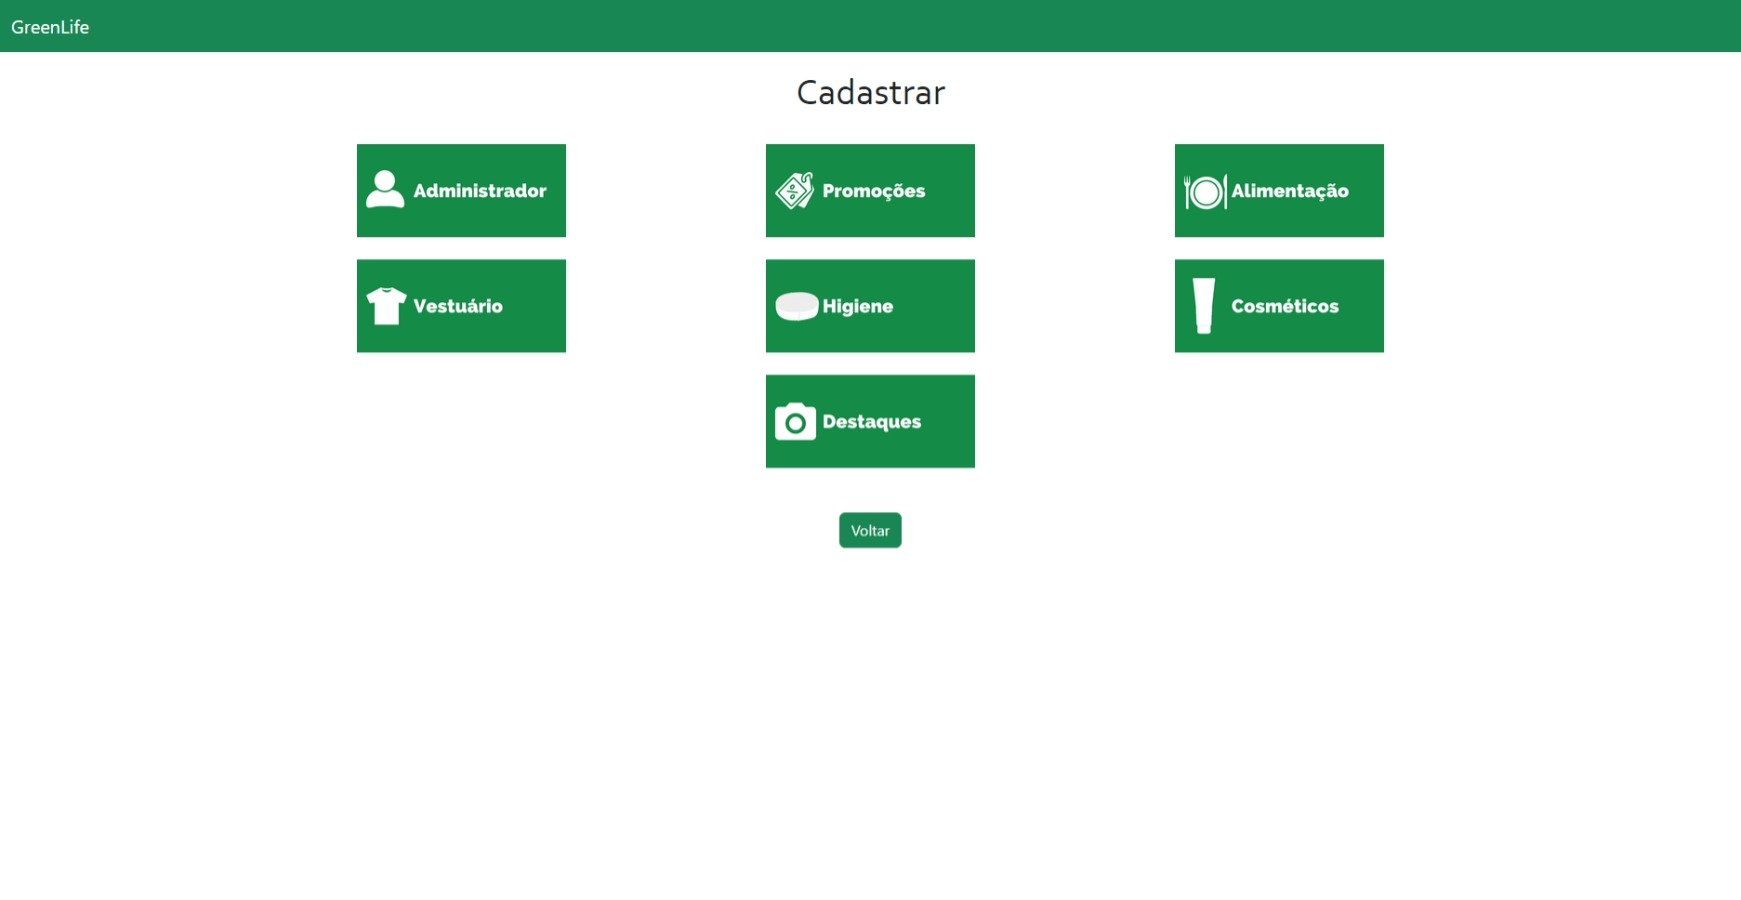 GreenLife
Cadastrar
Administrador
Promoções
Alimentação
Vestuário
Higiene
Cosméticos
Destaques
Voltar